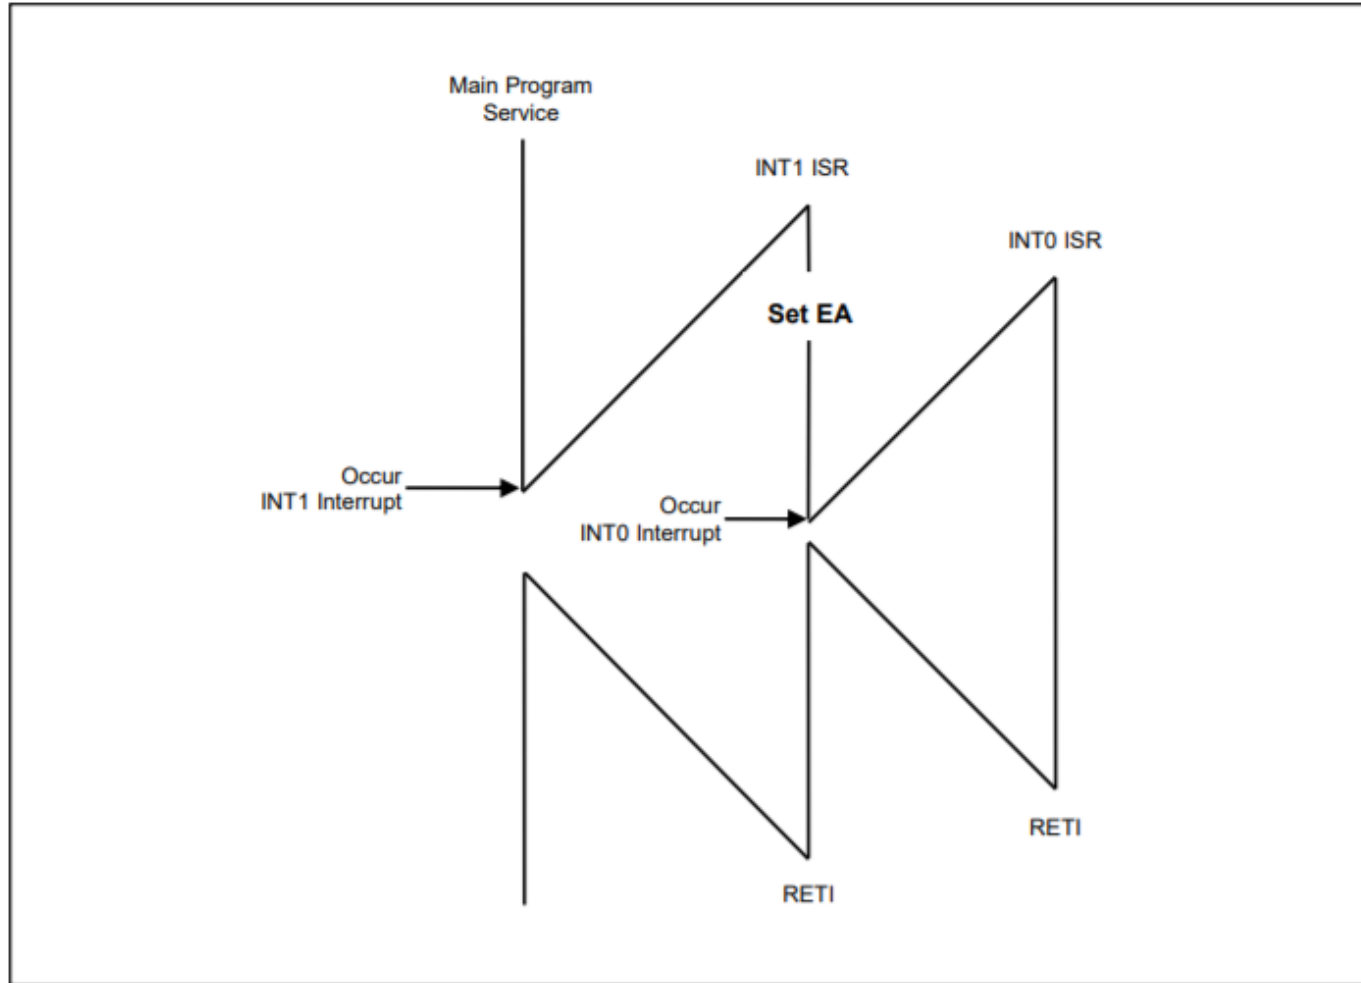 Main Program
Service
INT1 ISR
INT0 ISR
Set EA
Occur
INT1 Interrupt
Occur
INT0 Interrupt
RETI
RETI